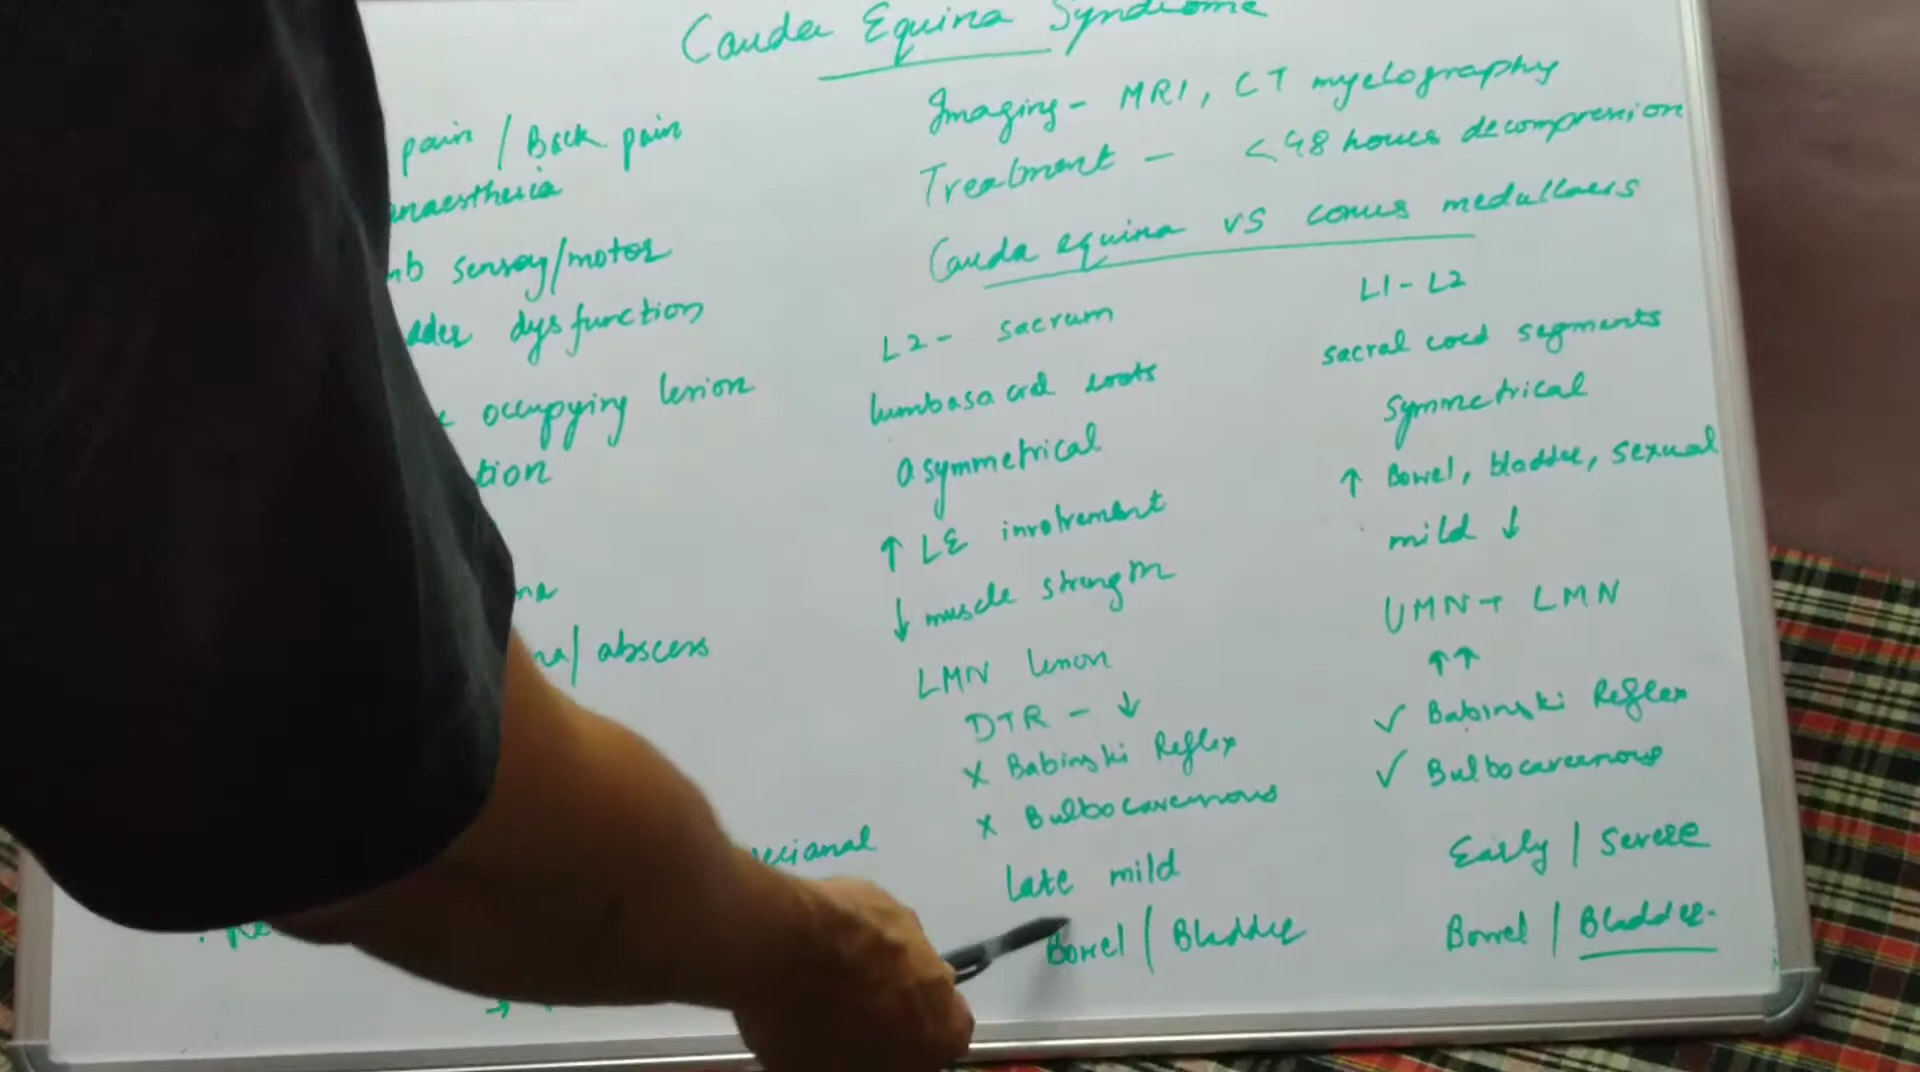 Cauda Equina Syndrome
pain / Back pain
anaesthesia
sensory/motor
dysfunction
occupying lesion
abscess
Imaging - MRI, CT myelography
Treatment - < 48 hours decompression
Cauda equina vs conus medullaris
L2 - sacrum
L1 - L2
lumbosacral roots
sacral cord segments
asymmetrical
symmetrical
↑ LE involvement
↑ Bowel, bladder, sexual
↓ muscle strength
mild ↓
LMN lesion
UMN + LMN
DTR - ↓
↑↑
X Babinski Reflex
✓ Babinski Reflex
X Bulbocavernous
✓ Bulbocavernous
Late mild
Early / Severe
Bowel / Bladder
Bowel / Bladder